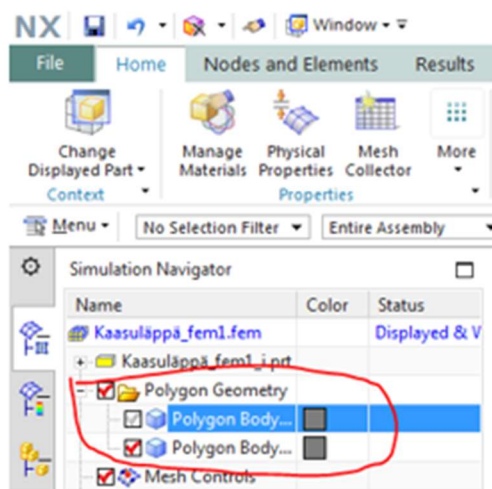 NX Window
File Home Nodes and Elements Results
Change Displayed Part Manage Materials Physical Properties Mesh Collector More
Context Properties
Menu No Selection Filter Entire Assembly
Simulation Navigator
Name Color Status
Kaasuläppä_fem1.fem Displayed & V
Kaasuläppä_fem1_i.prt
Polygon Geometry
Polygon Body...
Polygon Body...
Mesh Controls